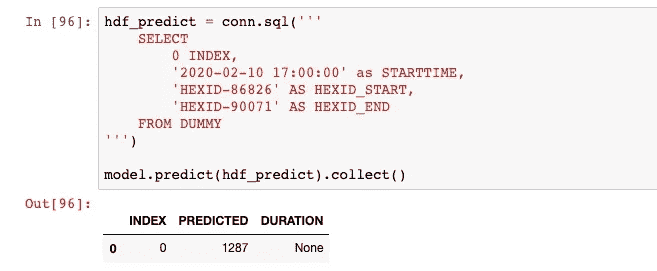 In [96]: hdf_predict = conn.sql('''
SELECT
0 INDEX,
'2020-02-10 17:00:00' as STARTTIME,
'HEXID-86826' AS HEXID_START,
'HEXID-90071' AS HEXID_END
FROM DUMMY
''')
model.predict(hdf_predict).collect()
Out[96]:
INDEX PREDICTED DURATION
0 0 1287 None